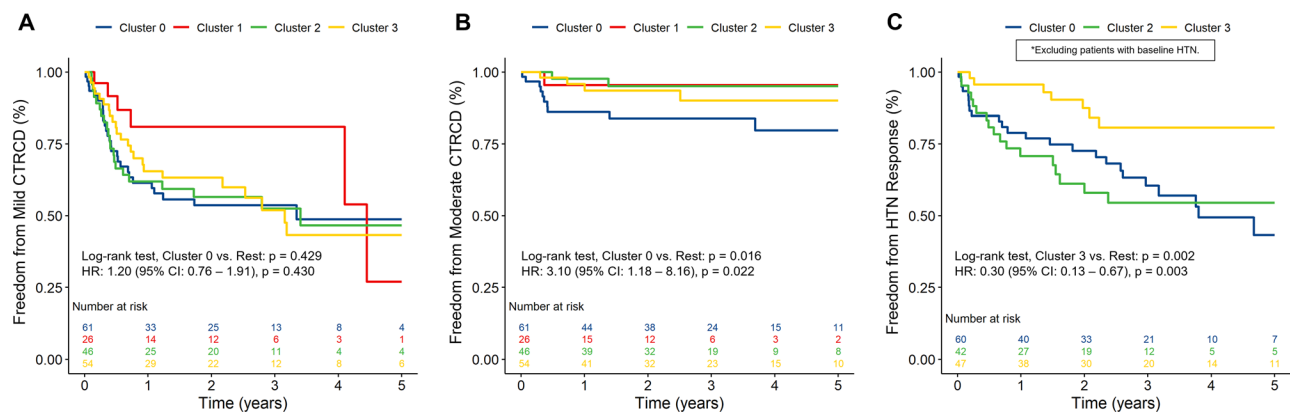 A
Cluster 0 Cluster 1 Cluster 2 Cluster 3
Freedom from Mild CTRCD (%)
1.00
0.75
0.50
0.25
0.00
Log-rank test, Cluster 0 vs. Rest: p = 0.429
HR: 1.20 (95% CI: 0.76 – 1.91), p = 0.430
Number at risk
61 33 25 13 8 4
26 14 12 6 3 1
46 25 20 11 4 4
54 29 22 12 6 6
0 1 2 3 4 5
Time (years)
B
Cluster 0 Cluster 1 Cluster 2 Cluster 3
Freedom from Moderate CTRCD (%)
1.00
0.75
0.50
0.25
0.00
Log-rank test, Cluster 0 vs. Rest: p = 0.016
HR: 3.10 (95% CI: 1.18 – 8.16), p = 0.022
Number at risk
61 44 38 24 15 11
26 15 12 6 3 2
46 39 32 19 9 8
54 41 32 23 15 10
0 1 2 3 4 5
Time (years)
C
Cluster 0 Cluster 2 Cluster 3
*Excluding patients with baseline HTN.
Freedom from HTN Response (%)
1.00
0.75
0.50
0.25
0.00
Log-rank test, Cluster 3 vs. Rest: p = 0.002
HR: 0.30 (95% CI: 0.13 – 0.67), p = 0.003
Number at risk
60 40 33 21 10 7
42 27 19 12 5 5
47 38 30 20 14 11
0 1 2 3 4 5
Time (years)